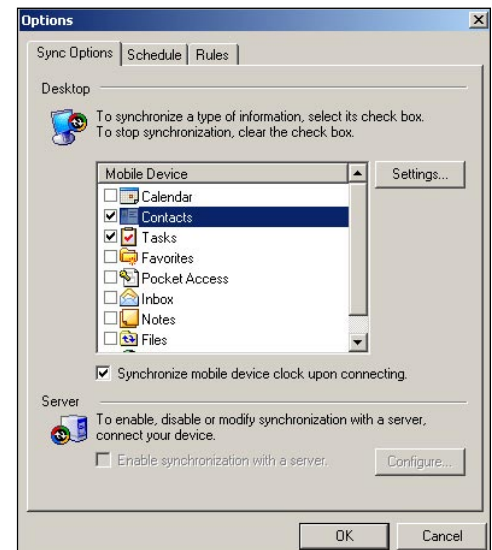 Options
Sync Options Schedule Rules
Desktop
To synchronize a type of information, select its check box.
To stop synchronization, clear the check box.
Mobile Device
Settings...
Calendar
Contacts
Tasks
Favorites
Pocket Access
Inbox
Notes
Files
Synchronize mobile device clock upon connecting.
Server
To enable, disable or modify synchronization with a server,
connect your device.
Enable synchronization with a server.
Configure...
OK Cancel